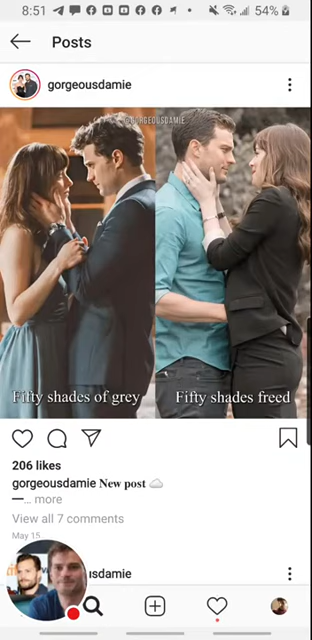 8:51
54%
Posts
gorgeousdamie
@GORGEOUSDAMIE
Fifty shades of grey
Fifty shades freed
206 likes
gorgeousdamie New post
—... more
View all 7 comments
May 15
usdamie